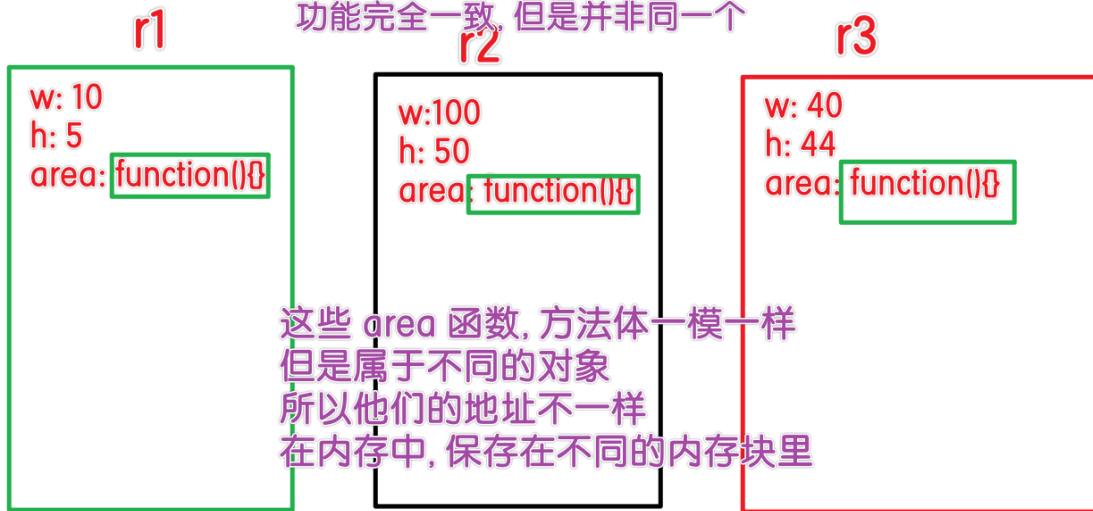 功能完全一致, 但是并非同一个
r1
r2
r3
w: 10
h: 5
area: function(){}
w:100
h: 50
area: function(){}
w: 40
h: 44
area: function(){}
这些 area 函数, 方法体一模一样
但是属于不同的对象
所以他们的地址不一样
在内存中, 保存在不同的内存块里